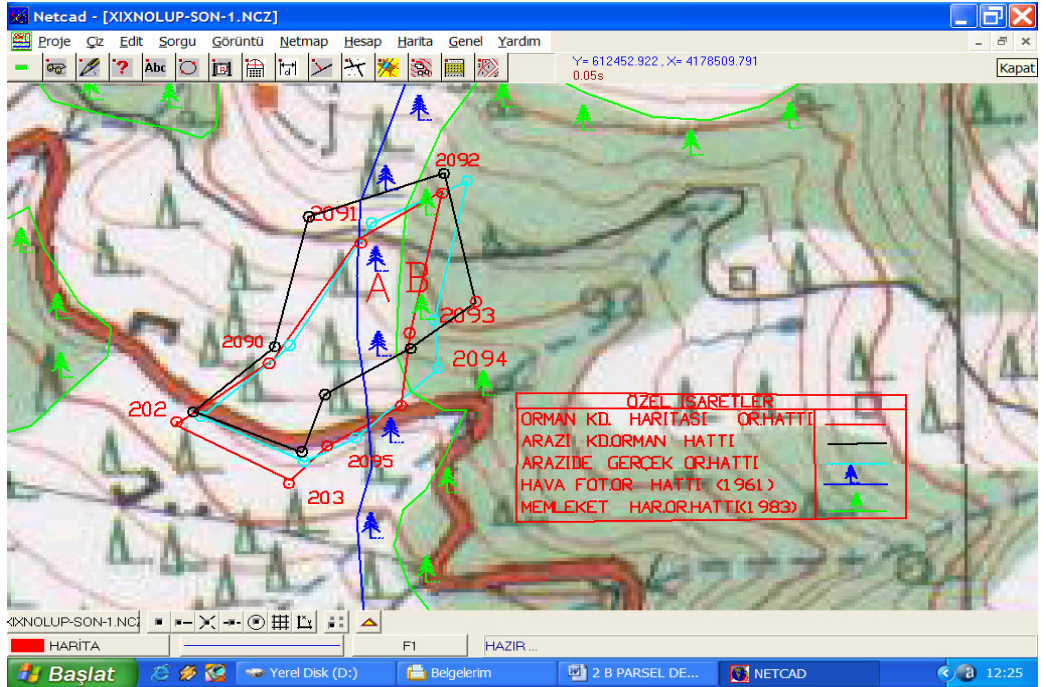 Netcad - [XIXNOLUP-SON-1.NCZ]
Proje Çiz Edit Sorgu Görüntü Netmap Hesap Harita Genel Yardım
Abc
Y= 612452.922 , X= 4178509.791
0.05s
Kapat
2092
2091
A B
2093
2090
2094
202
2095
203
ÖZEL İŞARETLER
ORMAN KD. HARİTASI OR.HATTI
ARAZİ KD.ORMAN HATTI
ARAZİDE GERÇEK OR.HATTI
HAVA FOT.OR HATTI (1961)
MEMLEKET HAR.OR.HATTI(1983)
XIXNOLUP-SON-1.NCZ
HARİTA
F1
HAZIR ...
Başlat
Yerel Disk (D:)
Belgelerim
2 B PARSEL DE...
NETCAD
12:25